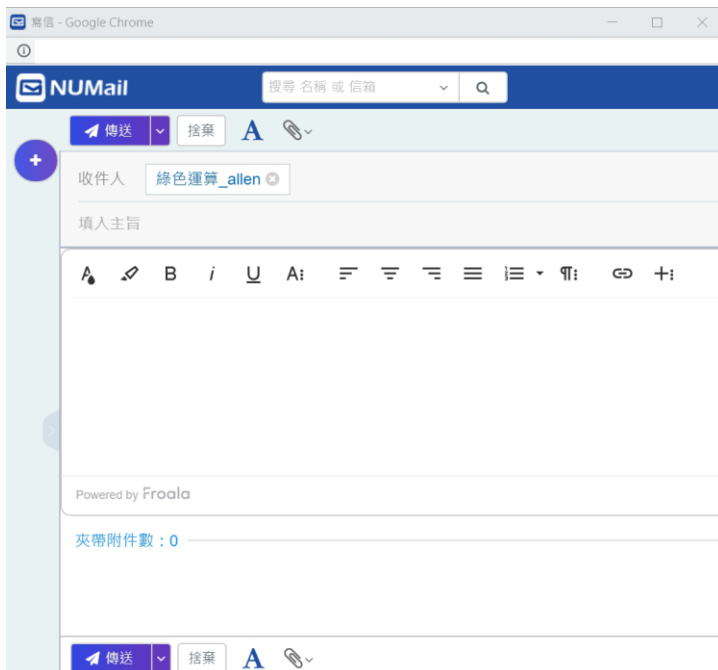 寫信 - Google Chrome
NUMail
搜尋 名稱 或 信箱
傳送 捨棄 A
收件人 綠色運算_allen
填入主旨
A B i U A
Powered by Froala
夾帶附件數：0
傳送 捨棄 A